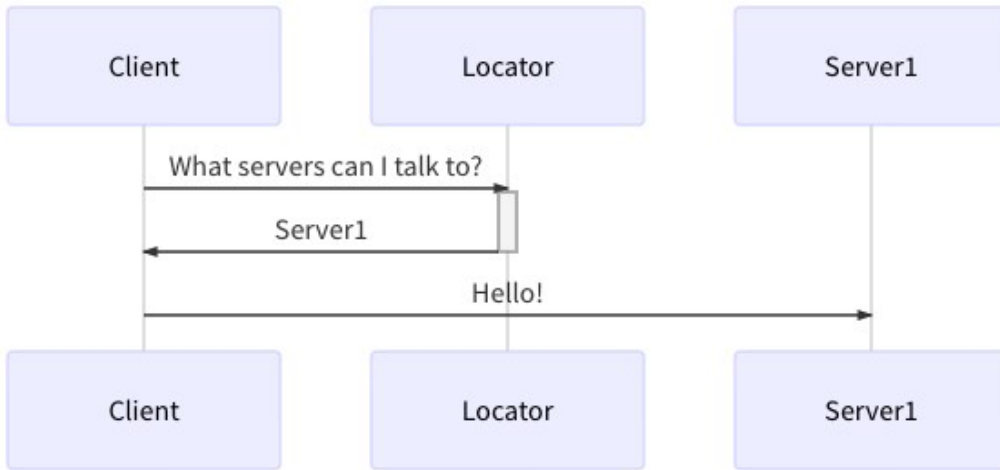 Client
Locator
Server1
What servers can I talk to?
Server1
Hello!
Client
Locator
Server1